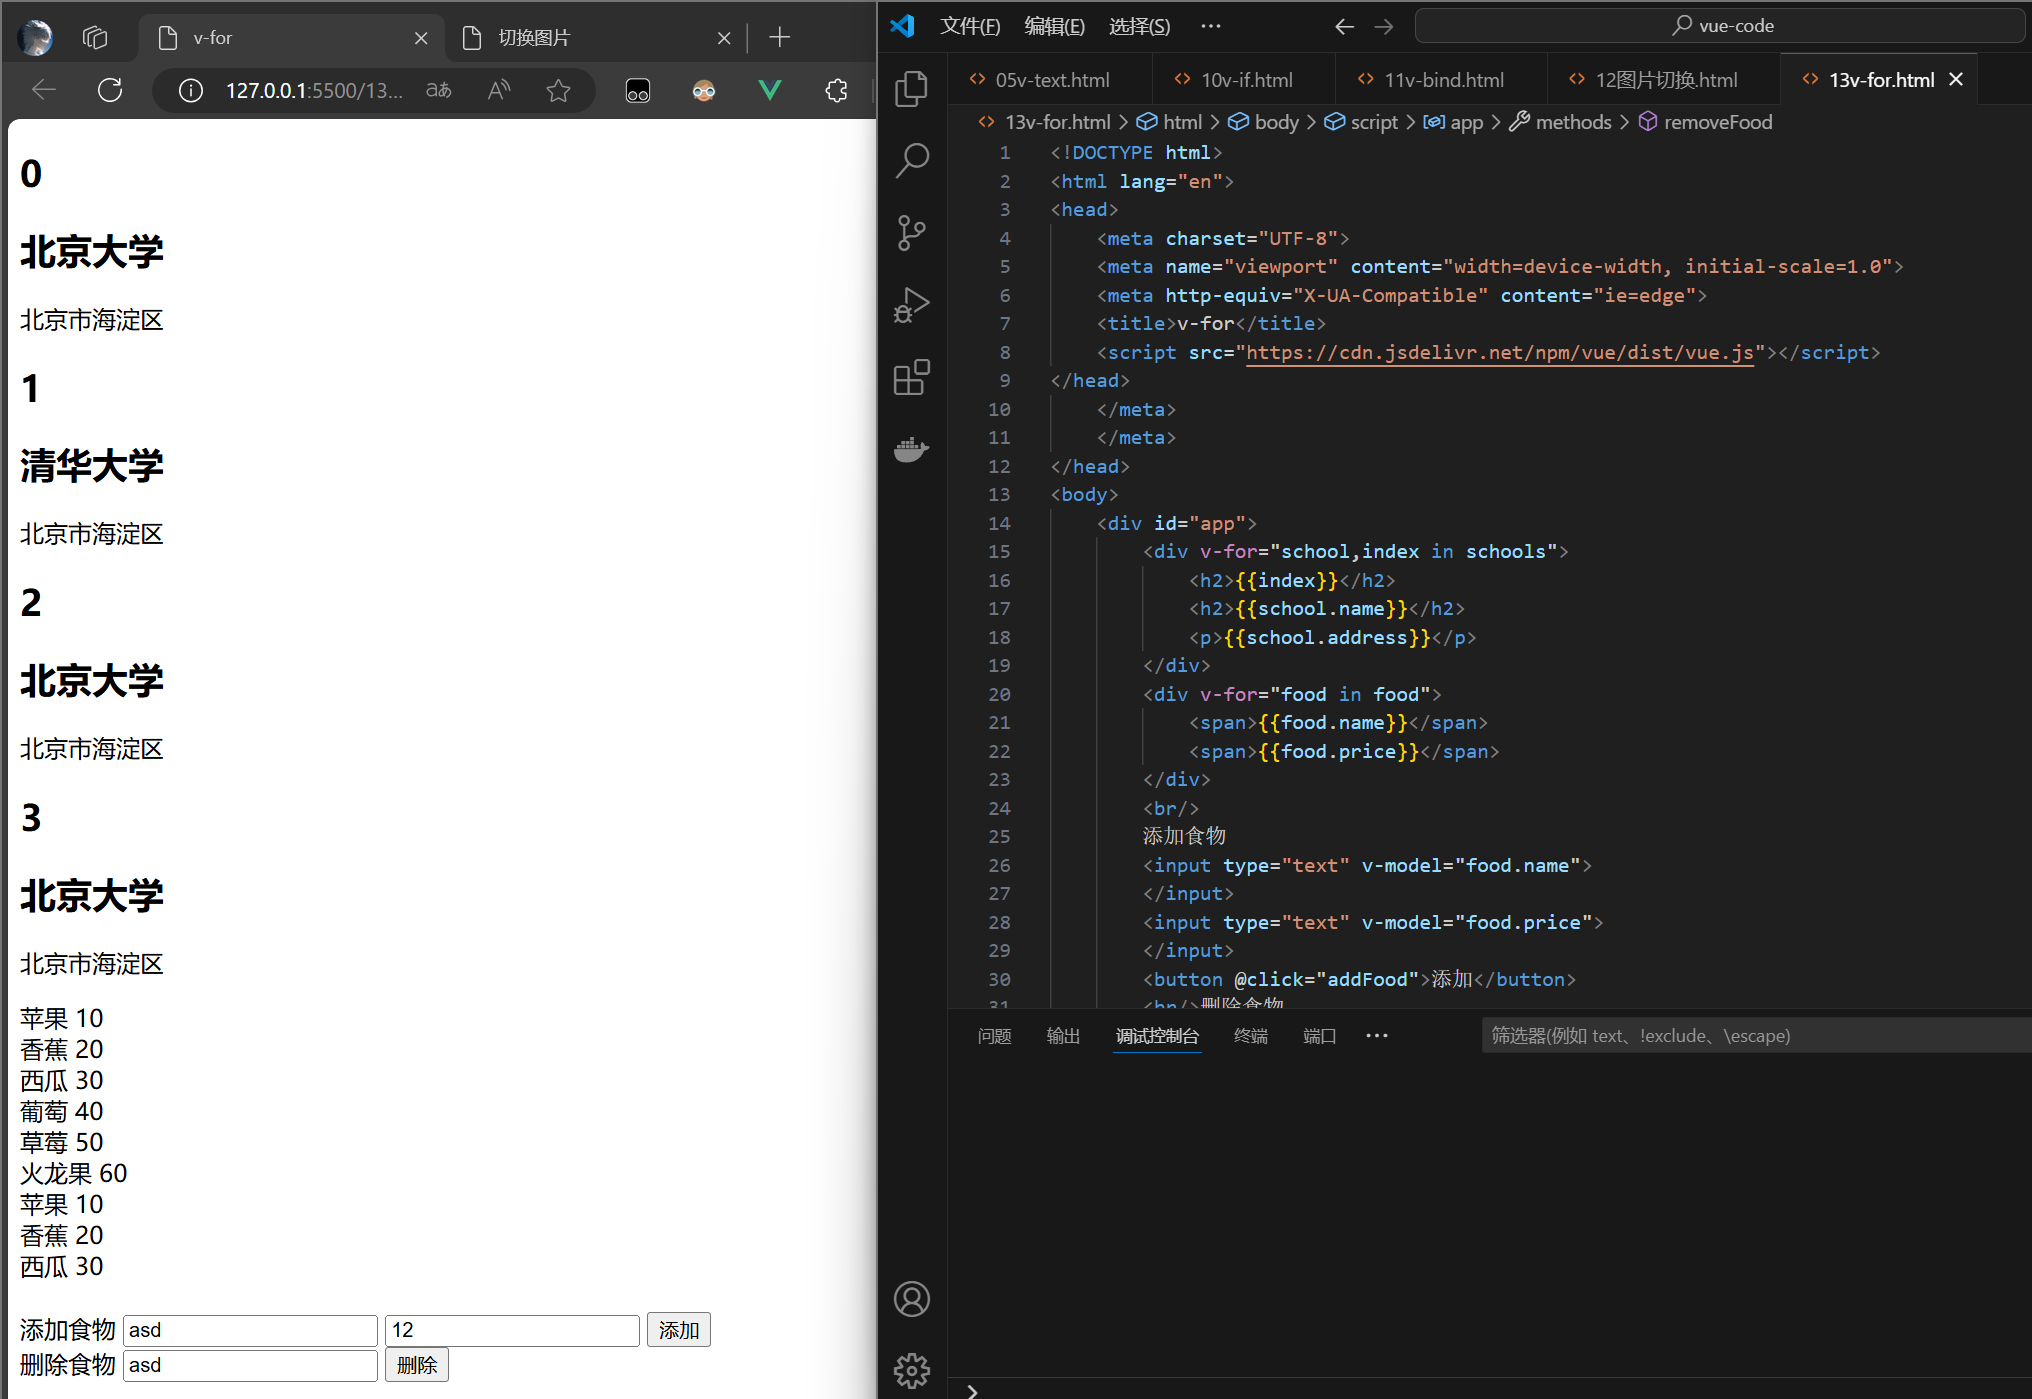 v-for
切换图片
127.0.0.1:5500/13...
0
北京大学
北京市海淀区
1
清华大学
北京市海淀区
2
北京大学
北京市海淀区
3
北京大学
北京市海淀区
苹果 10
香蕉 20
西瓜 30
葡萄 40
草莓 50
火龙果 60
苹果 10
香蕉 20
西瓜 30
添加食物 asd 12 添加
删除食物 asd 删除
文件(F) 编辑(E) 选择(S) ··· vue-code
05v-text.html 10v-if.html 11v-bind.html 12图片切换.html 13v-for.html
13v-for.html > html > body > script > app > methods > removeFood
1 <!DOCTYPE html>
2 <html lang="en">
3 <head>
4 <meta charset="UTF-8">
5 <meta name="viewport" content="width=device-width, initial-scale=1.0">
6 <meta http-equiv="X-UA-Compatible" content="ie=edge">
7 <title>v-for</title>
8 <script src="https://cdn.jsdelivr.net/npm/vue/dist/vue.js"></script>
9 </head>
10 </meta>
11 </meta>
12 </head>
13 <body>
14 <div id="app">
15 <div v-for="school,index in schools">
16 <h2>{{index}}</h2>
17 <h2>{{school.name}}</h2>
18 <p>{{school.address}}</p>
19 </div>
20 <div v-for="food in food">
21 <span>{{food.name}}</span>
22 <span>{{food.price}}</span>
23 </div>
24 <br/>
25 添加食物
26 <input type="text" v-model="food.name">
27 </input>
28 <input type="text" v-model="food.price">
29 </input>
30 <button @click="addFood">添加</button>
31 <br/>删除食物
问题 输出 调试控制台 终端 端口 ··· 筛选器(例如 text、!exclude、\escape)